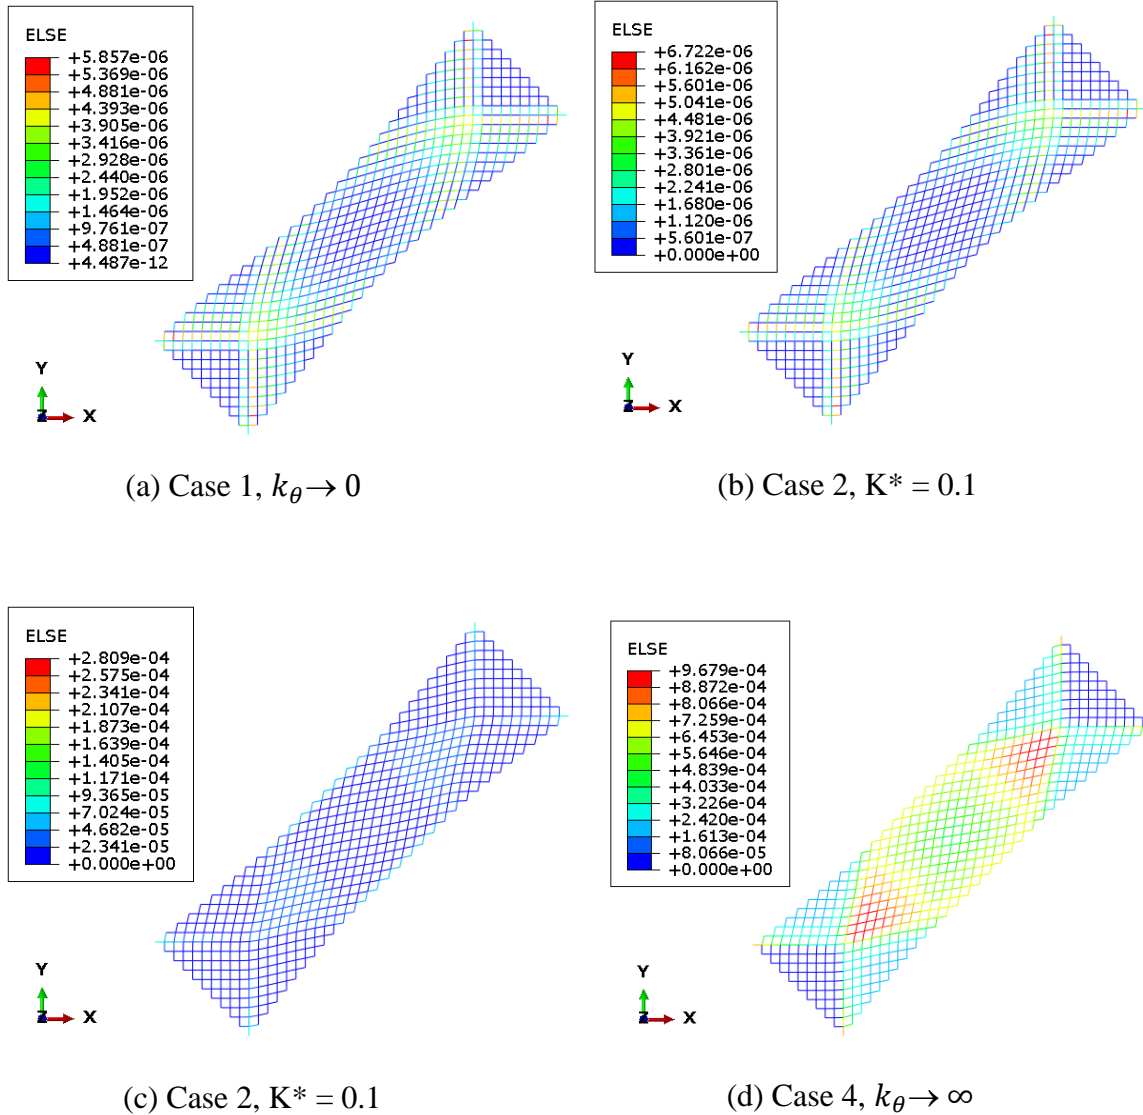 ELSE
+5.857e-06
+5.369e-06
+4.881e-06
+4.393e-06
+3.905e-06
+3.416e-06
+2.928e-06
+2.440e-06
+1.952e-06
+1.464e-06
+9.761e-07
+4.881e-07
+4.487e-12
Y
Z
X
(a) Case 1, kθ → 0
ELSE
+6.722e-06
+6.162e-06
+5.601e-06
+5.041e-06
+4.481e-06
+3.921e-06
+3.361e-06
+2.801e-06
+2.241e-06
+1.680e-06
+1.120e-06
+5.601e-07
+0.000e+00
Y
Z
X
(b) Case 2, K* = 0.1
ELSE
+2.809e-04
+2.575e-04
+2.341e-04
+2.107e-04
+1.873e-04
+1.639e-04
+1.405e-04
+1.171e-04
+9.365e-05
+7.024e-05
+4.682e-05
+2.341e-05
+0.000e+00
Y
Z
X
(c) Case 2, K* = 0.1
ELSE
+9.679e-04
+8.872e-04
+8.066e-04
+7.259e-04
+6.453e-04
+5.646e-04
+4.839e-04
+4.033e-04
+3.226e-04
+2.420e-04
+1.613e-04
+8.066e-05
+0.000e+00
Y
Z
X
(d) Case 4, kθ → ∞